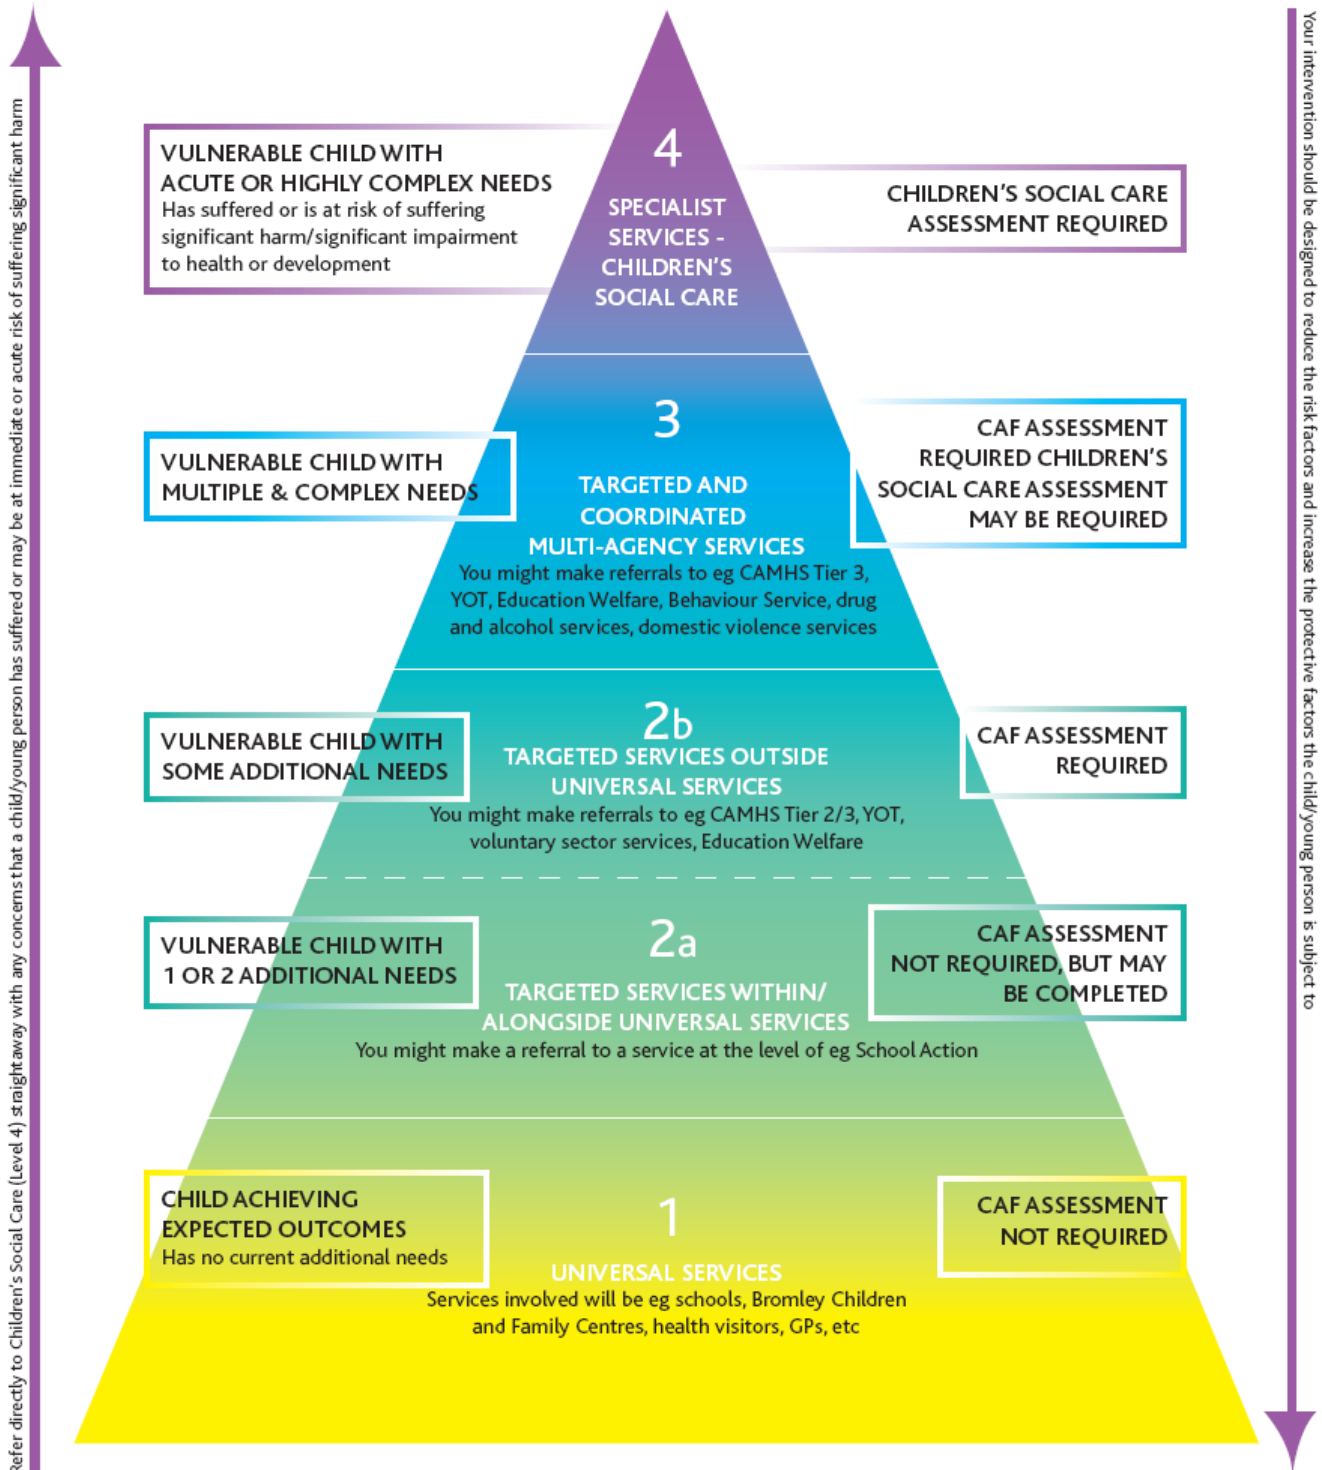 Refer directly to Children's Social Care (Level 4) straightaway with any concerns that a child/young person has suffered or may be at immediate or acute risk of suffering significant harm
VULNERABLE CHILD WITH
ACUTE OR HIGHLY COMPLEX NEEDS
Has suffered or is at risk of suffering
significant harm/significant impairment
to health or development
4
SPECIALIST
SERVICES -
CHILDREN'S
SOCIAL CARE
CHILDREN'S SOCIAL CARE
ASSESSMENT REQUIRED
VULNERABLE CHILD WITH
MULTIPLE & COMPLEX NEEDS
3
TARGETED AND
COORDINATED
MULTI-AGENCY SERVICES
You might make referrals to eg CAMHS Tier 3,
YOT, Education Welfare, Behaviour Service, drug
and alcohol services, domestic violence services
CAF ASSESSMENT
REQUIRED CHILDREN'S
SOCIAL CARE ASSESSMENT
MAY BE REQUIRED
VULNERABLE CHILD WITH
SOME ADDITIONAL NEEDS
2b
TARGETED SERVICES OUTSIDE
UNIVERSAL SERVICES
You might make referrals to eg CAMHS Tier 2/3, YOT,
voluntary sector services, Education Welfare
CAF ASSESSMENT
REQUIRED
VULNERABLE CHILD WITH
1 OR 2 ADDITIONAL NEEDS
2a
TARGETED SERVICES WITHIN/
ALONGSIDE UNIVERSAL SERVICES
You might make a referral to a service at the level of eg School Action
CAF ASSESSMENT
NOT REQUIRED, BUT MAY
BE COMPLETED
CHILD ACHIEVING
EXPECTED OUTCOMES
Has no current additional needs
1
UNIVERSAL SERVICES
Services involved will be eg schools, Bromley Children
and Family Centres, health visitors, GPs, etc
CAF ASSESSMENT
NOT REQUIRED
Your intervention should be designed to reduce the risk factors and increase the protective factors the child/young person is subject to